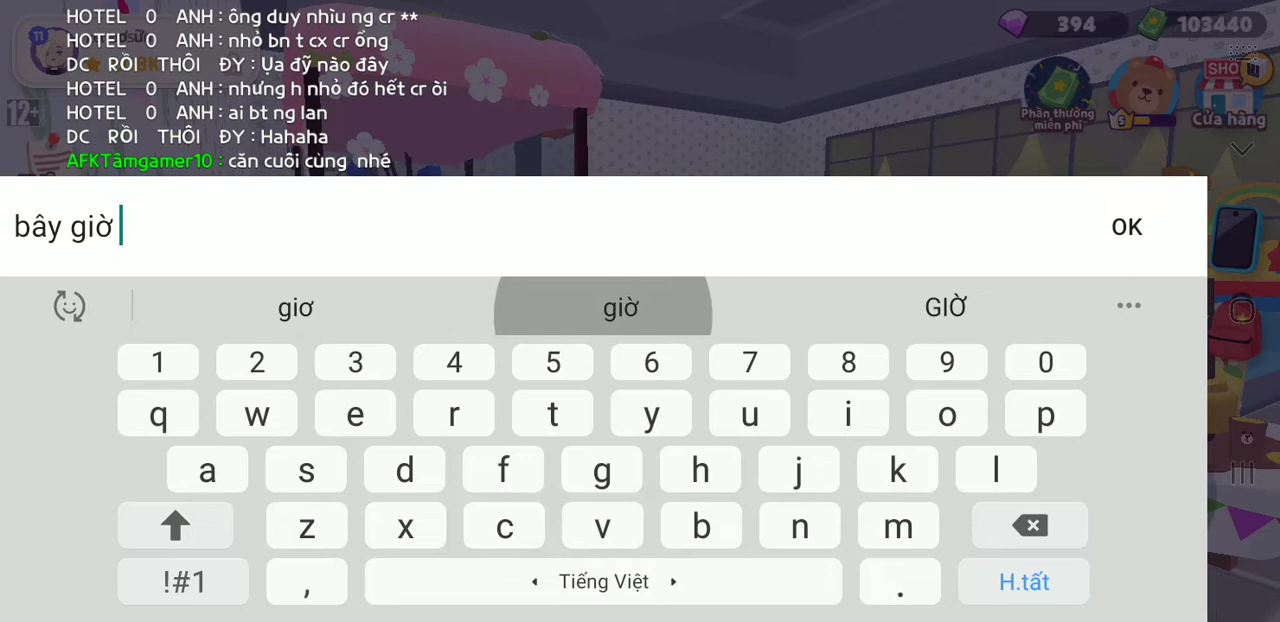 HOTEL 0 ANH : ông duy nhìu ng cr **
HOTEL 0 ANH : nhỏ bn t cx cr ổng
DC RỒI THÔI ĐY : Ụa đỹ nào đây
HOTEL 0 ANH : nhưng h nhỏ đó hết cr òi
HOTEL 0 ANH : ai bt ng lan
DC RỒI THÔI ĐY : Hahaha
AFKTâmgamer10 : căn cuối cùng nhé
11
12+
394
103440
Phần thưởng
miễn phí
5
SHO
Cửa hàng
bây giờ
OK
giơ
giờ
GIỜ
1 2 3 4 5 6 7 8 9 0
q w e r t y u i o p
a s d f g h j k l
z x c v b n m
!#1 , Tiếng Việt . H.tất